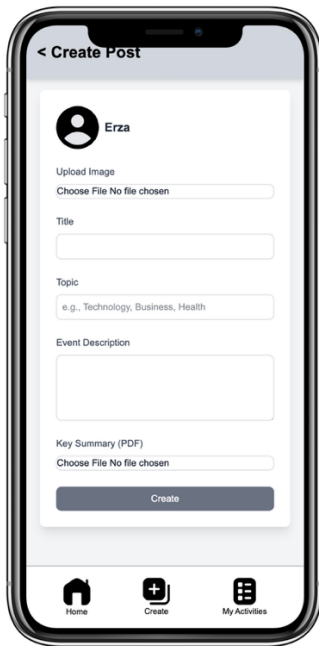 < Create Post
Erza
Upload Image
Choose File No file chosen
Title
Topic
e.g., Technology, Business, Health
Event Description
Key Summary (PDF)
Choose File No file chosen
Create
Home
Create
My Activities